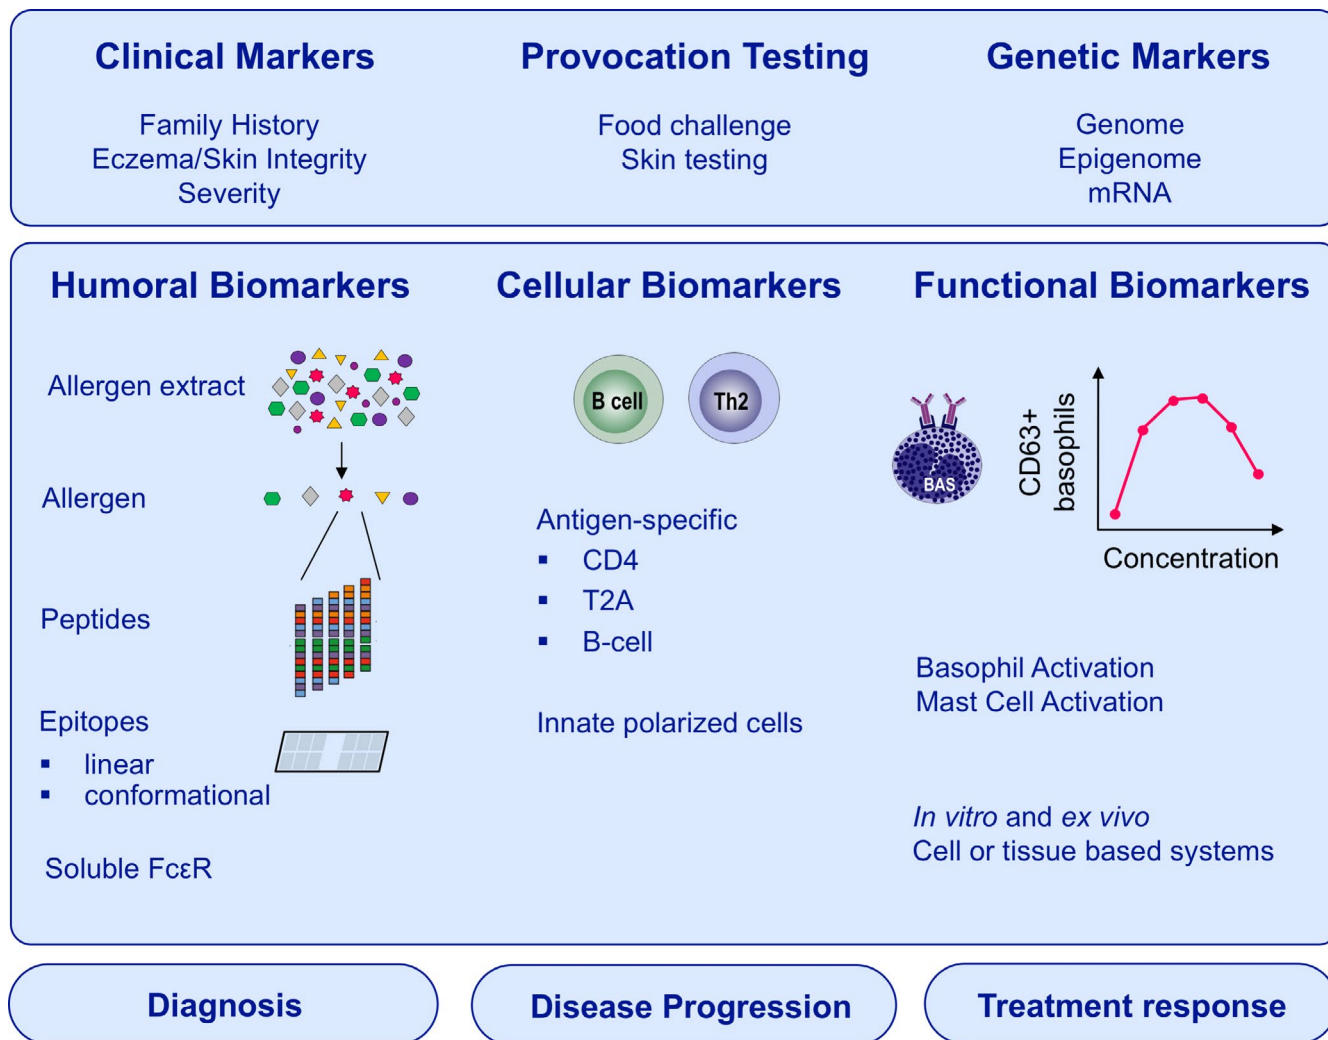 Clinical Markers
Family History
Eczema/Skin Integrity
Severity
Provocation Testing
Food challenge
Skin testing
Genetic Markers
Genome
Epigenome
mRNA
Humoral Biomarkers
Allergen extract
Allergen
Peptides
Epitopes
▪ linear
▪ conformational
Soluble FcεR
Cellular Biomarkers
B cell
Th2
Antigen-specific
▪ CD4
▪ T2A
▪ B-cell
Innate polarized cells
Functional Biomarkers
BAS
CD63+
basophils
Concentration
Basophil Activation
Mast Cell Activation
In vitro and ex vivo
Cell or tissue based systems
Diagnosis
Disease Progression
Treatment response